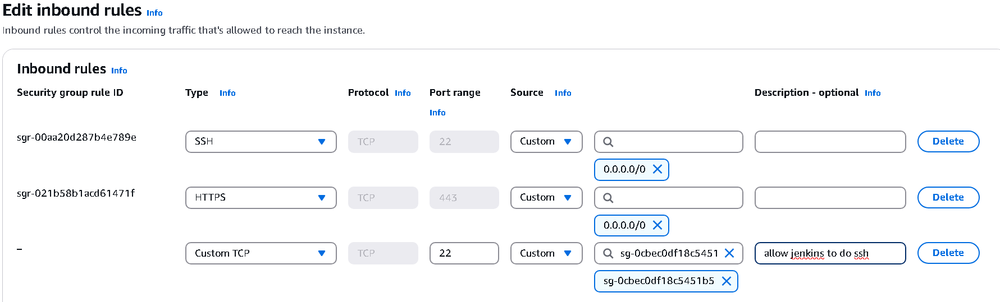 Edit inbound rules Info
Inbound rules control the incoming traffic that's allowed to reach the instance.
Inbound rules Info
Security group rule ID Type Info Protocol Info Port range Info Source Info Description - optional Info
sgr-00aa20d287b4e789e SSH TCP 22 Custom Delete
0.0.0.0/0
sgr-021b58b1acd61471f HTTPS TCP 443 Custom Delete
0.0.0.0/0
– Custom TCP TCP 22 Custom sg-0cbec0df18c5451 allow jenkins to do ssh Delete
sg-0cbec0df18c5451b5